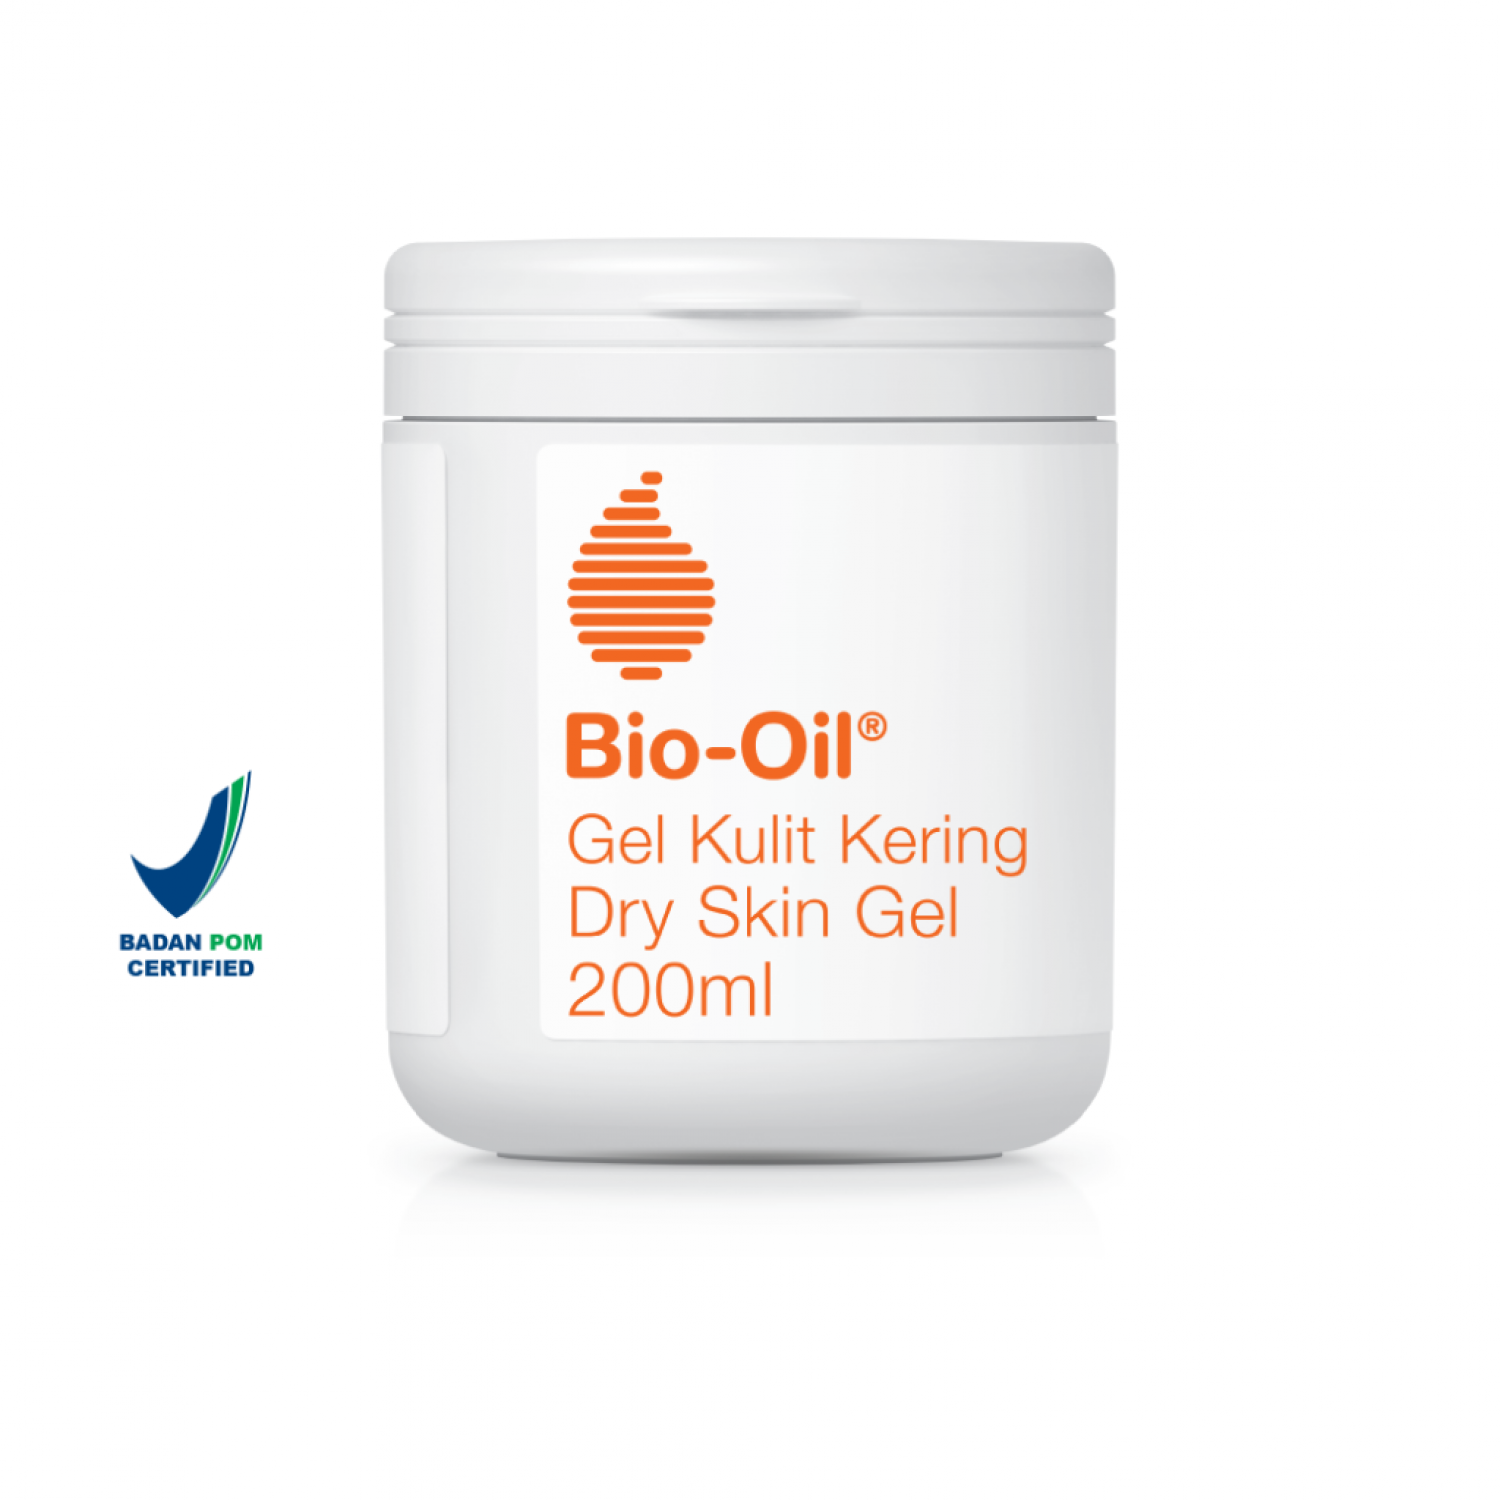 Bio-Oil®
Gel Kulit Kering
Dry Skin Gel
200ml
BADAN POM
CERTIFIED